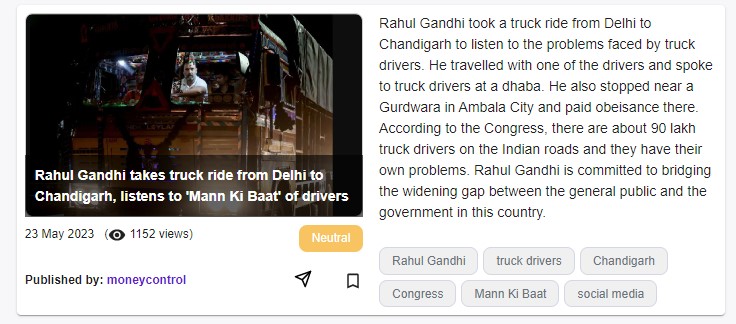 Rahul Gandhi takes truck ride from Delhi to
Chandigarh, listens to 'Mann Ki Baat' of drivers
23 May 2023 (1152 views)
Neutral
Published by: moneycontrol
Rahul Gandhi took a truck ride from Delhi to
Chandigarh to listen to the problems faced by truck
drivers. He travelled with one of the drivers and spoke
to truck drivers at a dhaba. He also stopped near a
Gurdwara in Ambala City and paid obeisance there.
According to the Congress, there are about 90 lakh
truck drivers on the Indian roads and they have their
own problems. Rahul Gandhi is committed to bridging
the widening gap between the general public and the
government in this country.
Rahul Gandhi truck drivers Chandigarh
Congress Mann Ki Baat social media